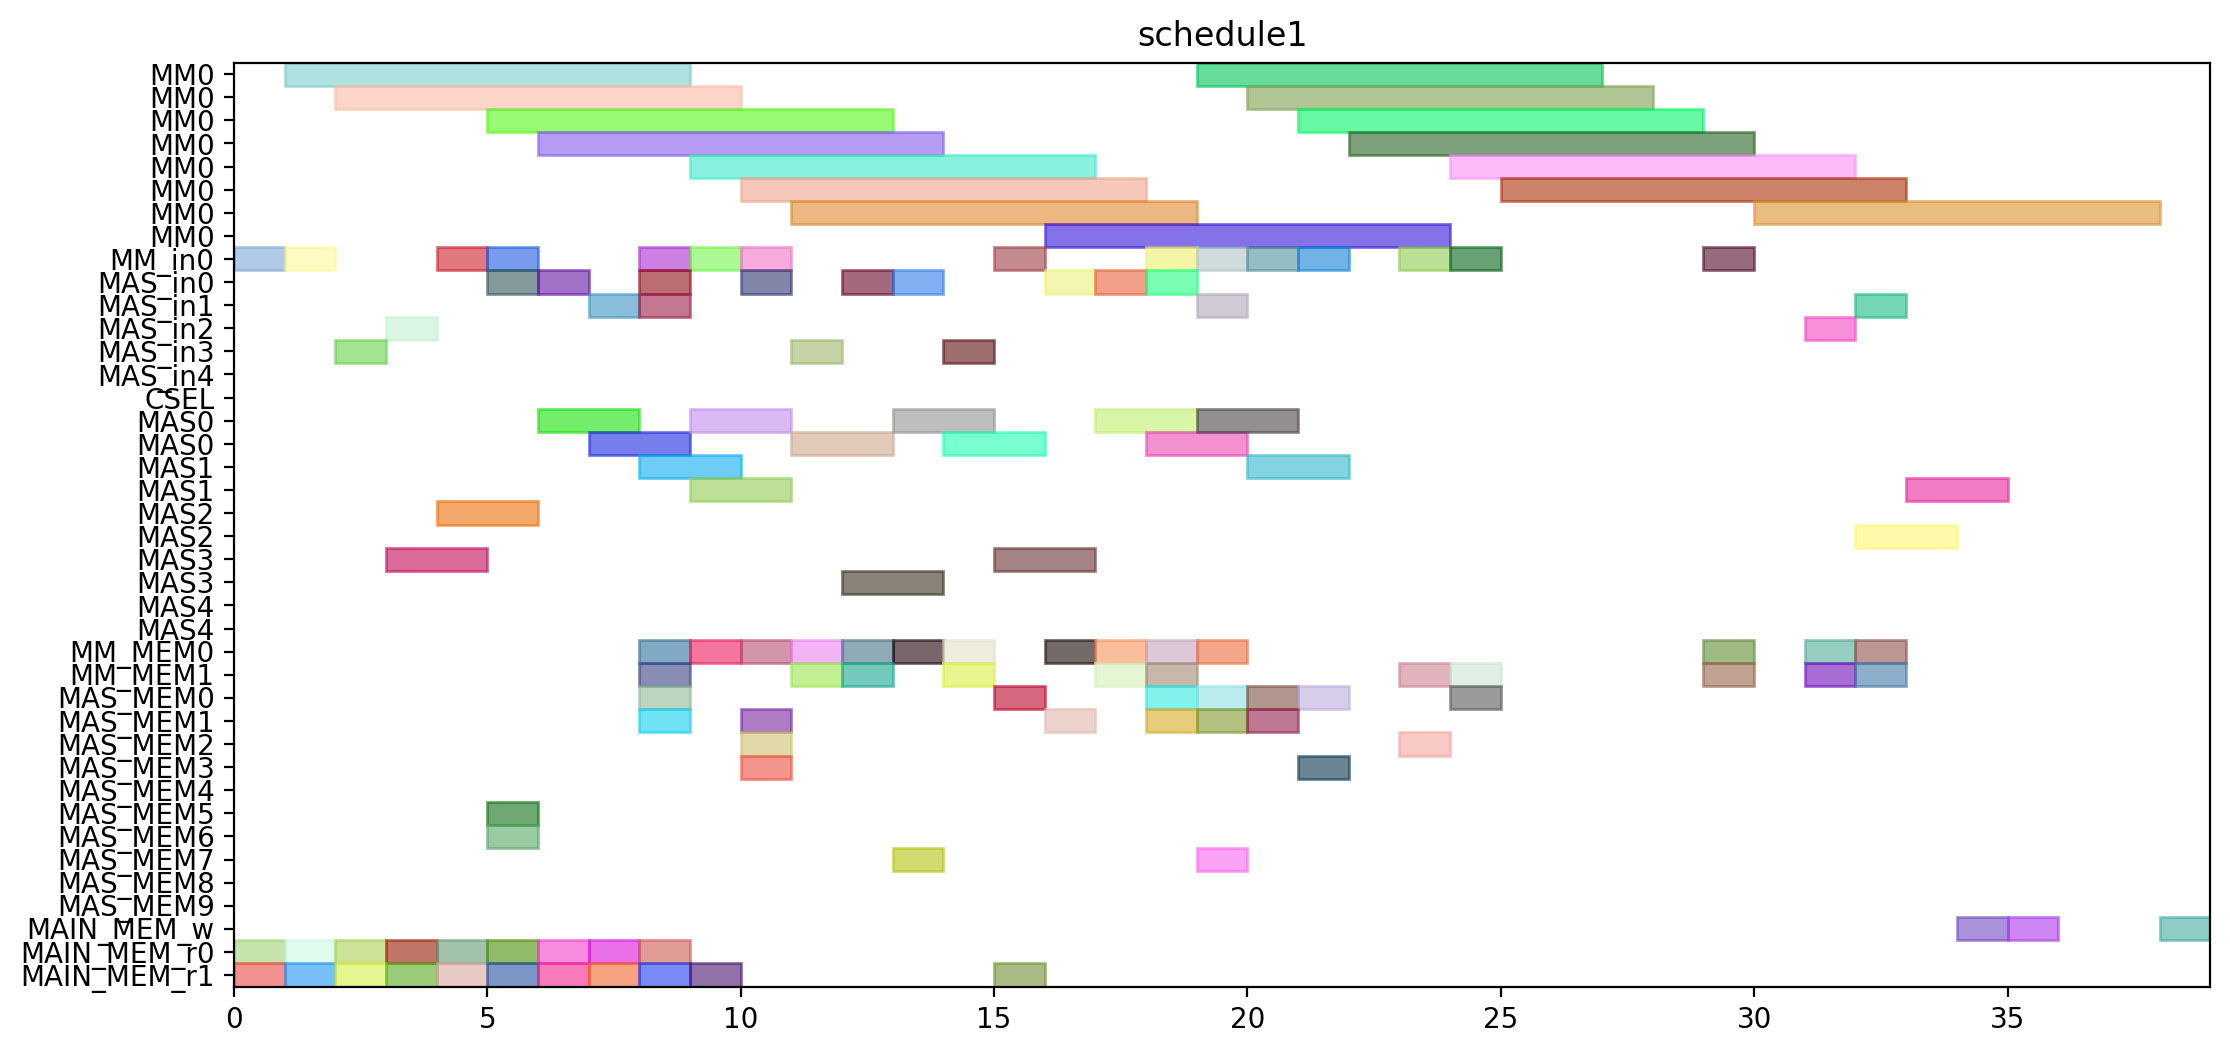 schedule1
MM0
MM0
MM0
MM0
MM0
MM0
MM0
MM0
MM_in0
MAS_in0
MAS_in1
MAS_in2
MAS_in3
MAS_in4
CSEL
MAS0
MAS0
MAS1
MAS1
MAS2
MAS2
MAS3
MAS3
MAS4
MAS4
MM_MEM0
MM_MEM1
MAS_MEM0
MAS_MEM1
MAS_MEM2
MAS_MEM3
MAS_MEM4
MAS_MEM5
MAS_MEM6
MAS_MEM7
MAS_MEM8
MAS_MEM9
MAIN_MEM_w
MAIN_MEM_r0
MAIN_MEM_r1
0 5 10 15 20 25 30 35